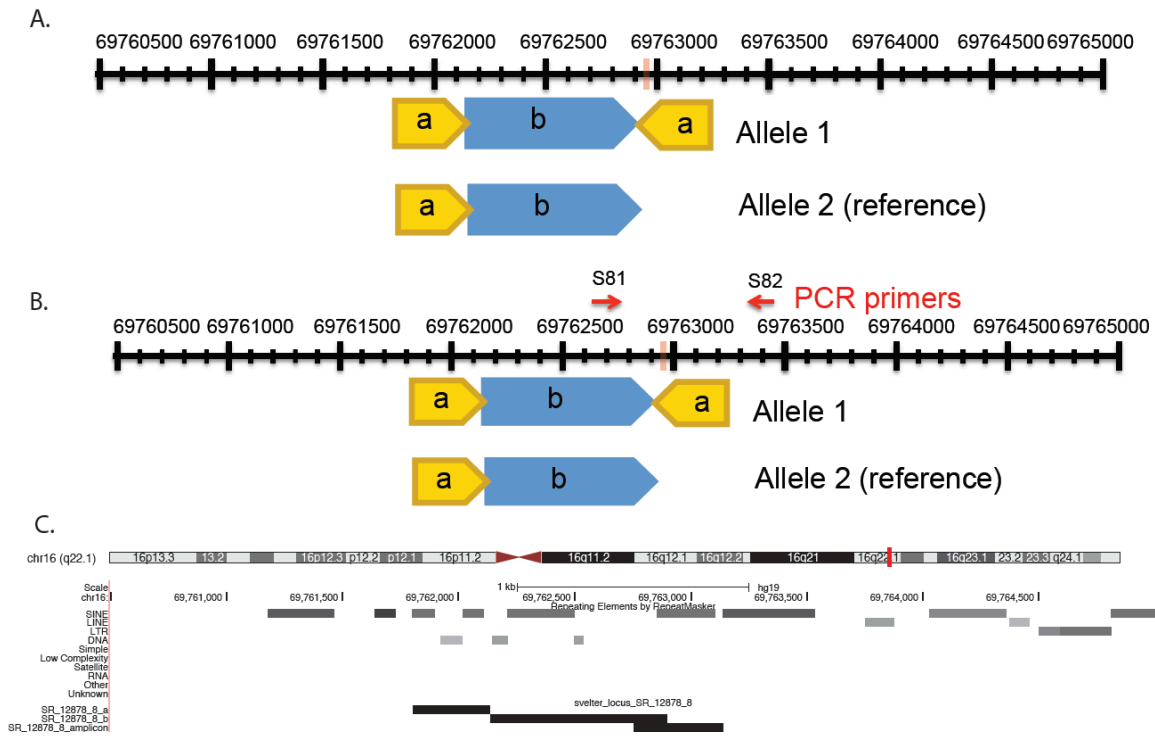 A.
69760500 69761000 69761500 69762000 69762500 69763000 69763500 69764000 69764500 69765000
a b a Allele 1
a b Allele 2 (reference)
S81 S82 PCR primers
B.
69760500 69761000 69761500 69762000 69762500 69763000 69763500 69764000 69764500 69765000
a b a Allele 1
a b Allele 2 (reference)
C.
chr16 (q22.1) 16p13.3 13.2 16p12.3 p12.2 p12.1 16p11.2 16q11.2 16q12.1 16q12.2 16q21 16q22.1 16q23.1 23.2 23.3 q24.1
Scale 1 kb hg19
chr16: 69,761,000 69,761,500 69,762,000 69,762,500 69,763,000 69,763,500 69,764,000 69,764,500
Repeating Elements by RepeatMasker
SINE
LINE
LTR
DNA
Simple
Low Complexity
Satellite
RNA
Other
Unknown
svelter_locus_SR_12878_8
SR_12878_8_a
SR_12878_8_b
SR_12878_8_amplicon